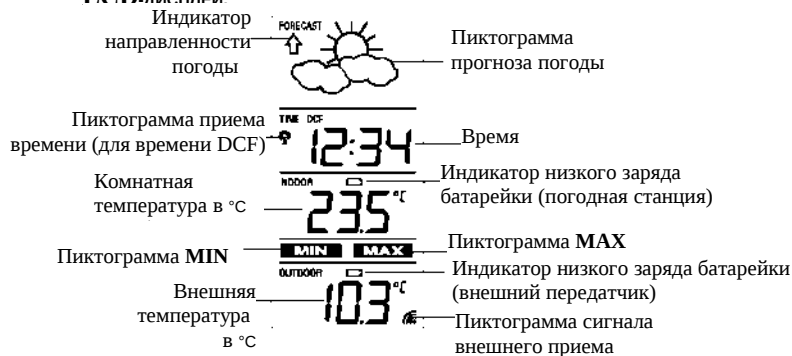 LCD-дисплей:
Индикатор
направленности
погоды
FORECAST
Пиктограмма
прогноза погоды
Пиктограмма приема
времени (для времени DCF)
TIME DCF
12:34
Время
Комнатная
температура в °C
INDOOR
23.5 °C
Индикатор низкого заряда
батарейки (погодная станция)
Пиктограмма MIN
MIN MAX
Пиктограмма MAX
OUTDOOR
10.3 °C
Индикатор низкого заряда батарейки
(внешний передатчик)
Внешняя
температура
в °C
Пиктограмма сигнала
внешнего приема